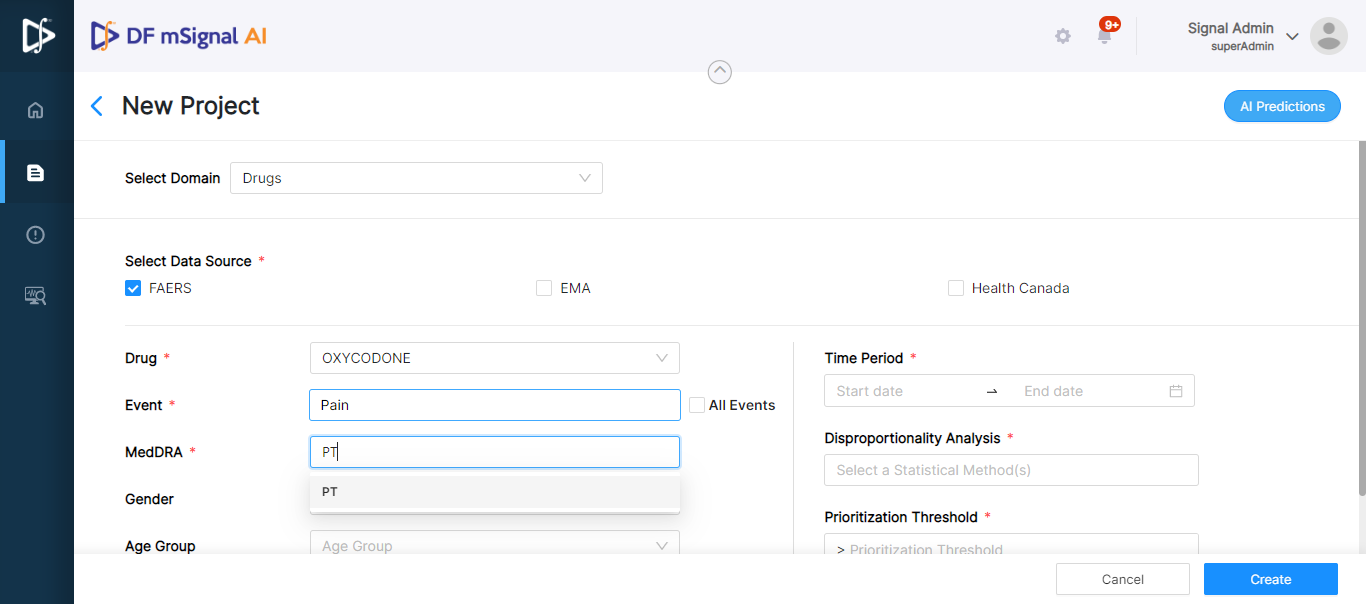 DF mSignal AI
9+
Signal Admin
superAdmin
New Project
AI Predictions
Select Domain
Drugs
Select Data Source *
FAERS
EMA
Health Canada
Drug *
OXYCODONE
Event *
Pain
All Events
MedDRA *
PT
PT
Gender
Age Group
Age Group
Time Period *
Start date → End date
Disproportionality Analysis *
Select a Statistical Method(s)
Prioritization Threshold *
> Prioritization Threshold
Cancel
Create